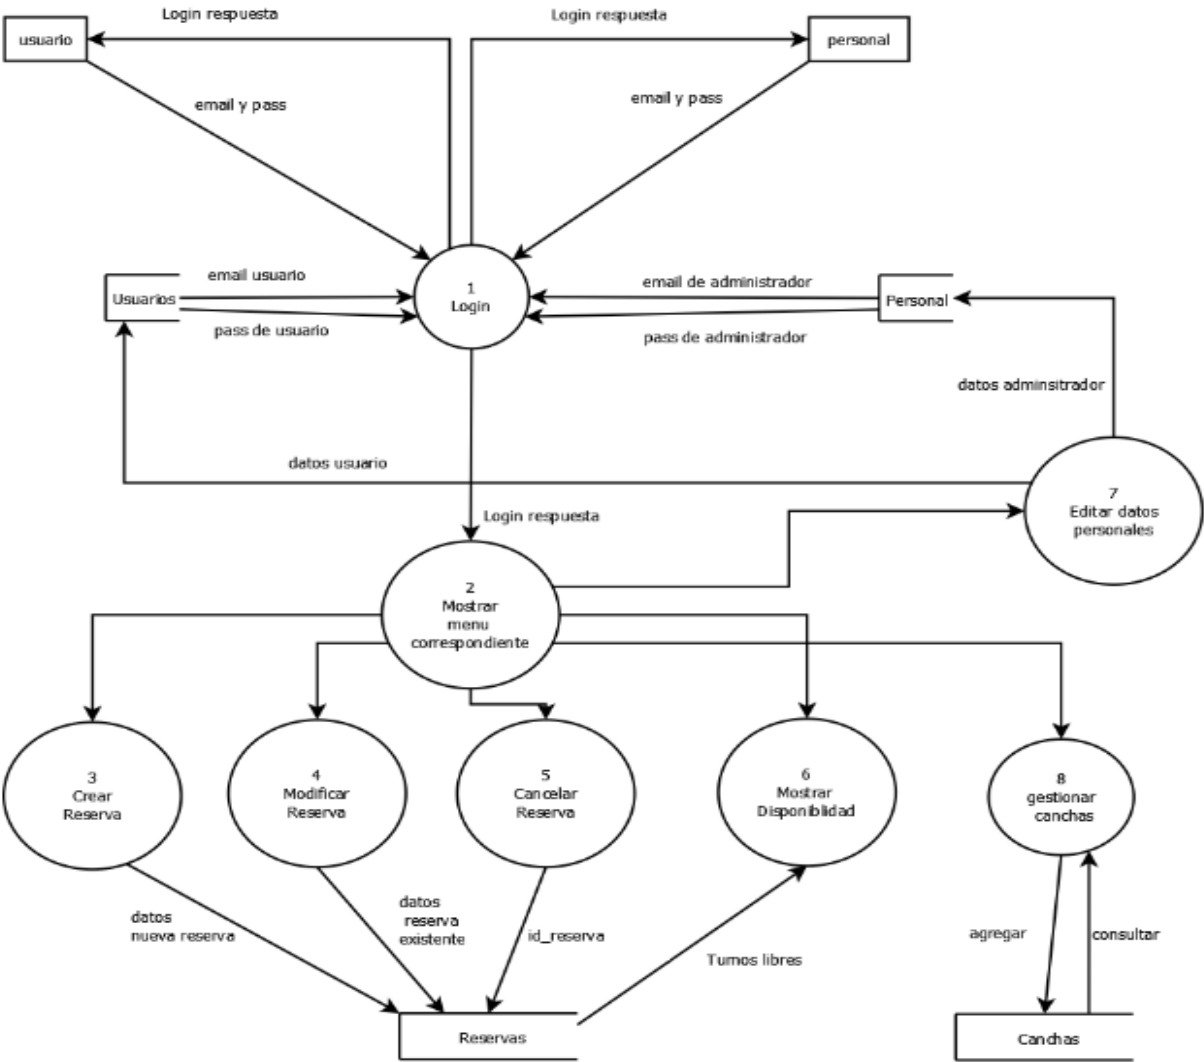 Login respuesta
Login respuesta
usuario
personal
email y pass
email y pass
email usuario
email de administrador
1
Login
Usuarios
Personal
pass de usuario
pass de administrador
datos adminsitrador
datos usuario
7
Editar datos
personales
Login respuesta
2
Mostrar
menu
correspondiente
3
Crear
Reserva
4
Modificar
Reserva
5
Cancelar
Reserva
6
Mostrar
Disponiblidad
8
gestionar
canchas
datos
nueva reserva
datos
reserva
existente
id_reserva
Turnos libres
agregar
consultar
Reservas
Canchas